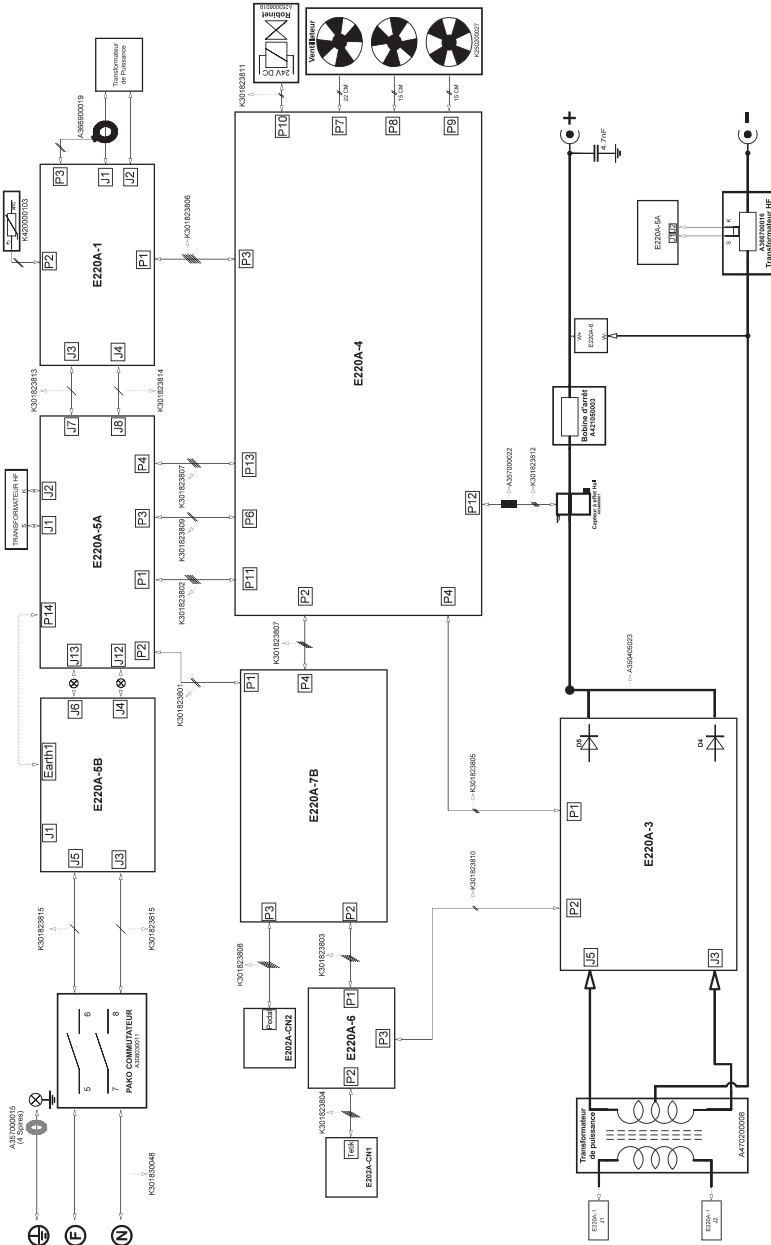 A253006019
Robinet
24V DC
K301823811
Ventilateur
K250200027
22 CM
15 CM
15 CM
Transformateur
de Puissance
A366900019
P3
J1
J2
NTC
K420000103
P2
E220A-1
P1
J3
J4
K301823806
P10
P7
P8
P9
P3
E220A-4
P13
P6
P11
P12
P2
P4
K301823813
K301823814
J7
J8
TRANSFORMATEUR HF
K
S
J2
J1
P4
P3
E220A-5A
P1
P14
J13
J12
P2
K301823807
K301823809
K301823802
K301823801
K301823807
J6
J4
Earth1
E220A-5B
J1
J5
J3
K301823815
K301823815
P1
P4
E220A-7B
P3
P2
K301823808
K301823803
Pedal
E202A-CN2
P1
E220A-6
P3
P2
K301823804
Tetik
E202A-CN1
6
8
5
7
PAKO COMMUTATEUR
A308030011
A357000015
(4 Spires)
K301830048
F
N
A357000022
K301823812
Capteur à effet Hall
Bobine d'arrêt
A421050003
W+
E220A-6
W-
+
4.7nF
-
E220A-5A
K
S
A366700016
Transformateur HF
A350405023
K301823805
K301823810
D5
D4
P1
E220A-3
P2
J5
J3
Transformateur
de puissance
A470200008
E220A-1
J1
E220A-1
J2